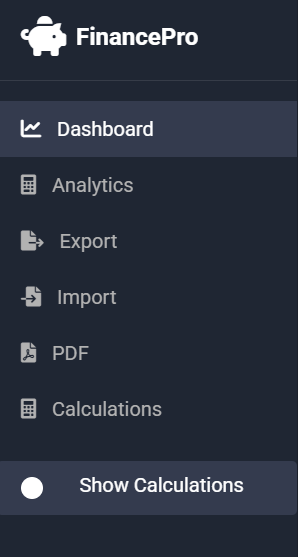 FinancePro
Dashboard
Analytics
Export
Import
PDF
Calculations
Show Calculations